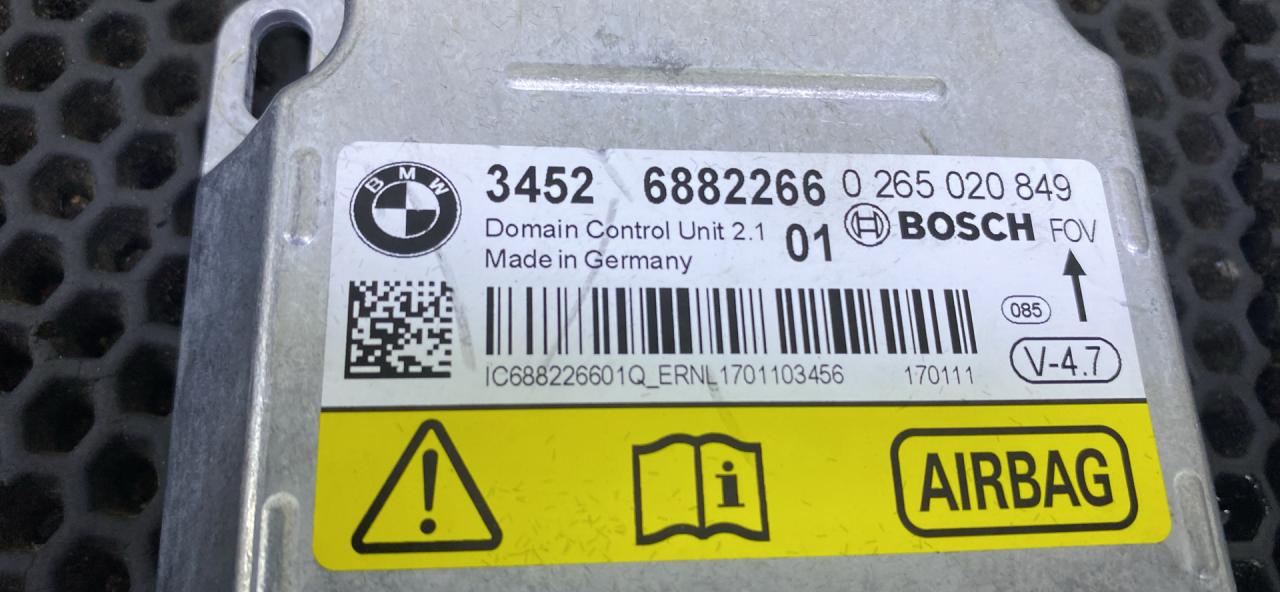 BMW
3452 6882266 0 265 020 849
Domain Control Unit 2.1 01 BOSCH FOV
Made in Germany
085
IC688226601Q_ERNL1701103456 170111
V-4.7
i AIRBAG